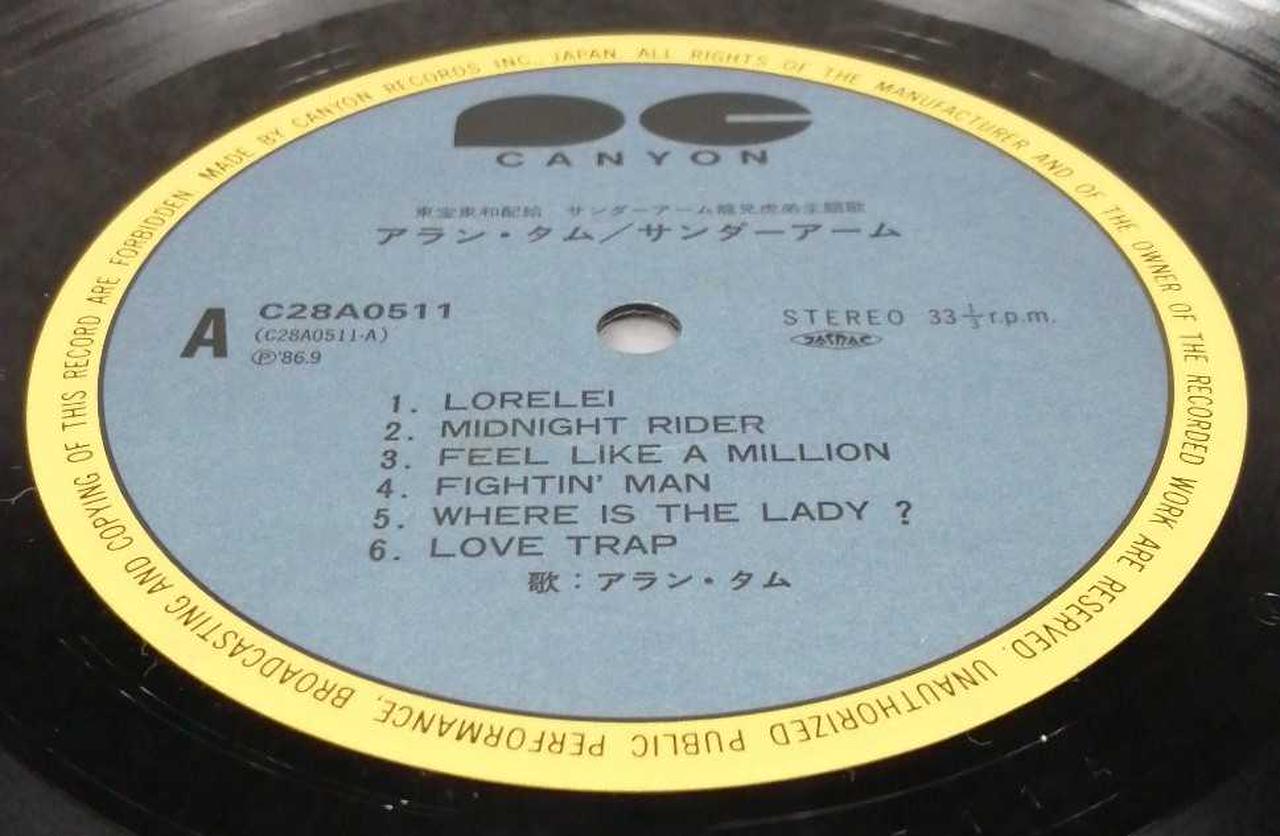 MADE BY CANYON RECORDS INC., JAPAN ALL RIGHTS OF THE MANUFACTURER AND OF THE OWNER OF THE RECORDED WORK ARE RESERVED. UNAUTHORIZED PUBLIC PERFORMANCE, BROADCASTING AND COPYING OF THIS RECORD ARE FORBIDDEN
CANYON
東宝東和配給 サンダーアーム龍兄虎弟主題歌
アラン・タム／サンダーアーム
A
C28A0511
(C28A0511-A)
Ⓟ'86.9
STEREO 33 1/3 r.p.m.
JASRAC
1. LORELEI
2. MIDNIGHT RIDER
3. FEEL LIKE A MILLION
4. FIGHTIN' MAN
5. WHERE IS THE LADY ?
6. LOVE TRAP
歌：アラン・タム